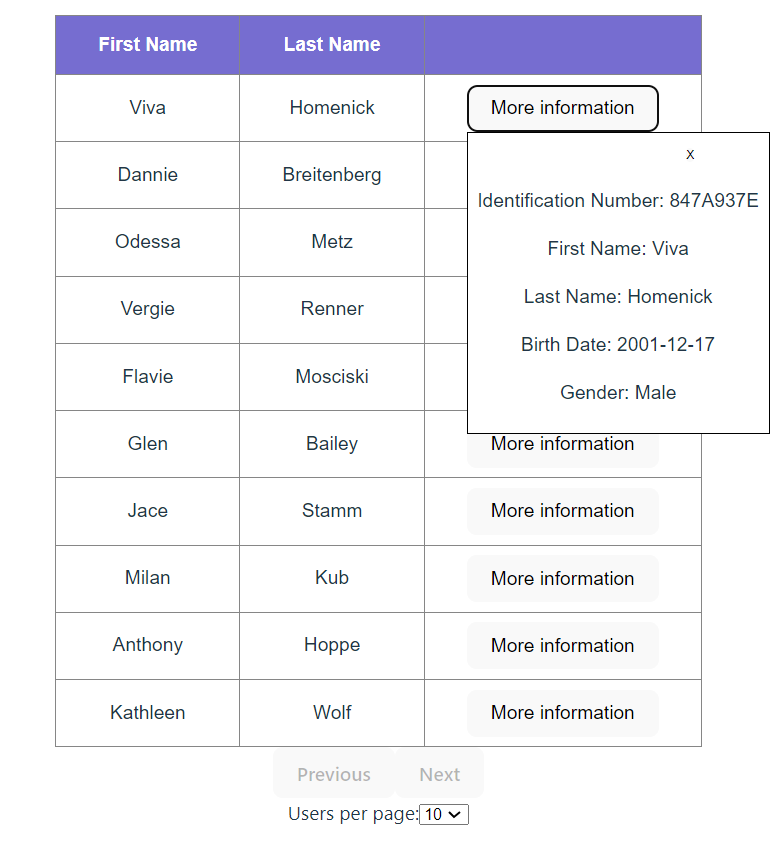 First Name Last Name
Viva Homenick More information
x
Dannie Breitenberg
Identification Number: 847A937E
Odessa Metz
First Name: Viva
Last Name: Homenick
Vergie Renner
Birth Date: 2001-12-17
Flavie Mosciski
Gender: Male
Glen Bailey More information
Jace Stamm More information
Milan Kub More information
Anthony Hoppe More information
Kathleen Wolf More information
Previous Next
Users per page: 10